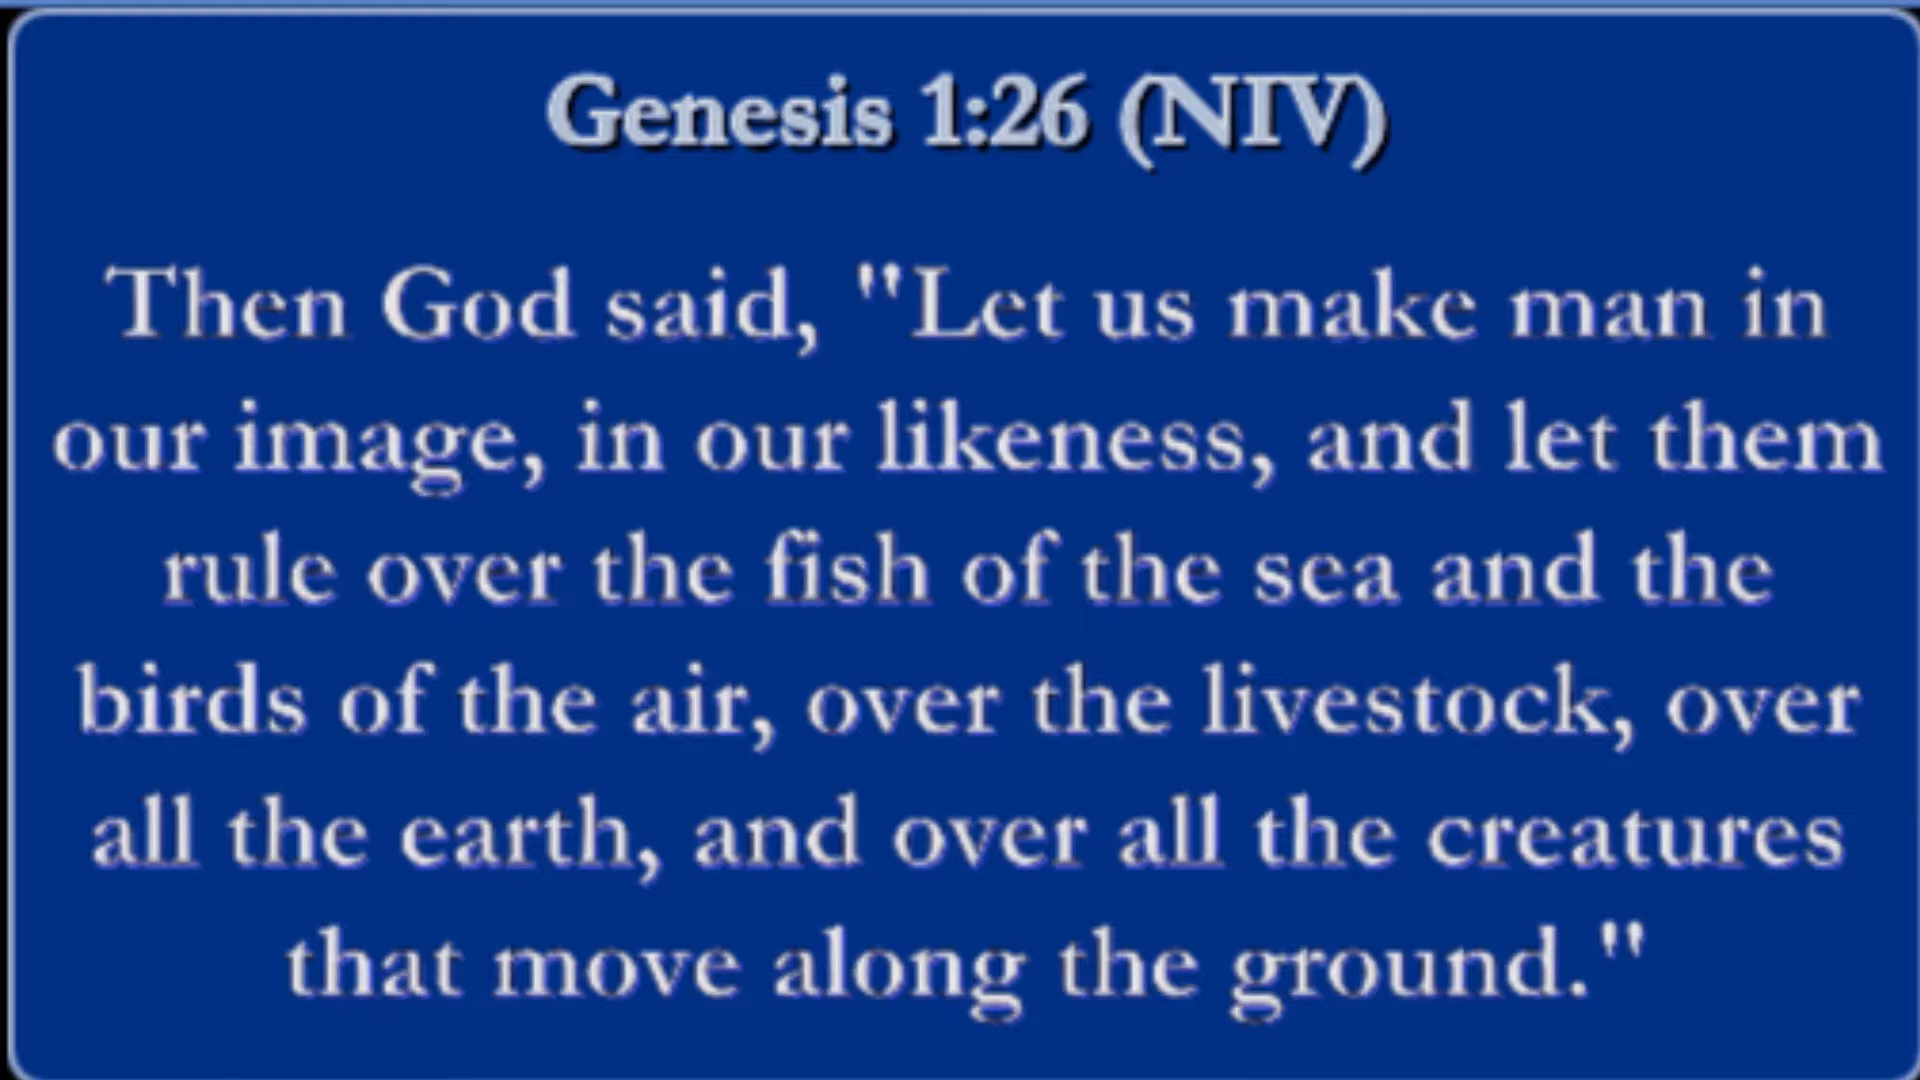 Genesis 1:26 (NIV)
Then God said, "Let us make man in
our image, in our likeness, and let them
rule over the fish of the sea and the
birds of the air, over the livestock, over
all the earth, and over all the creatures
that move along the ground."